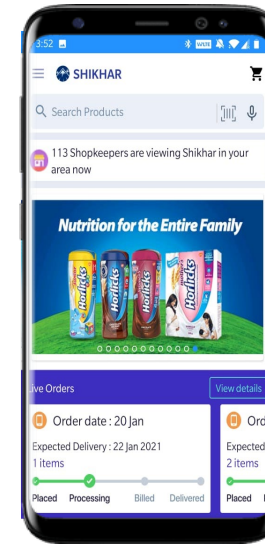 3:52
SHIKHAR
Search Products
113 Shopkeepers are viewing Shikhar in your
area now
Nutrition for the Entire Family
Horlicks Horlicks Horlicks Horlicks
Live Orders View details
Order date : 20 Jan Ord
Expected Delivery : 22 Jan 2021 Expected
1 items 2 items
Placed Processing Billed Delivered Placed